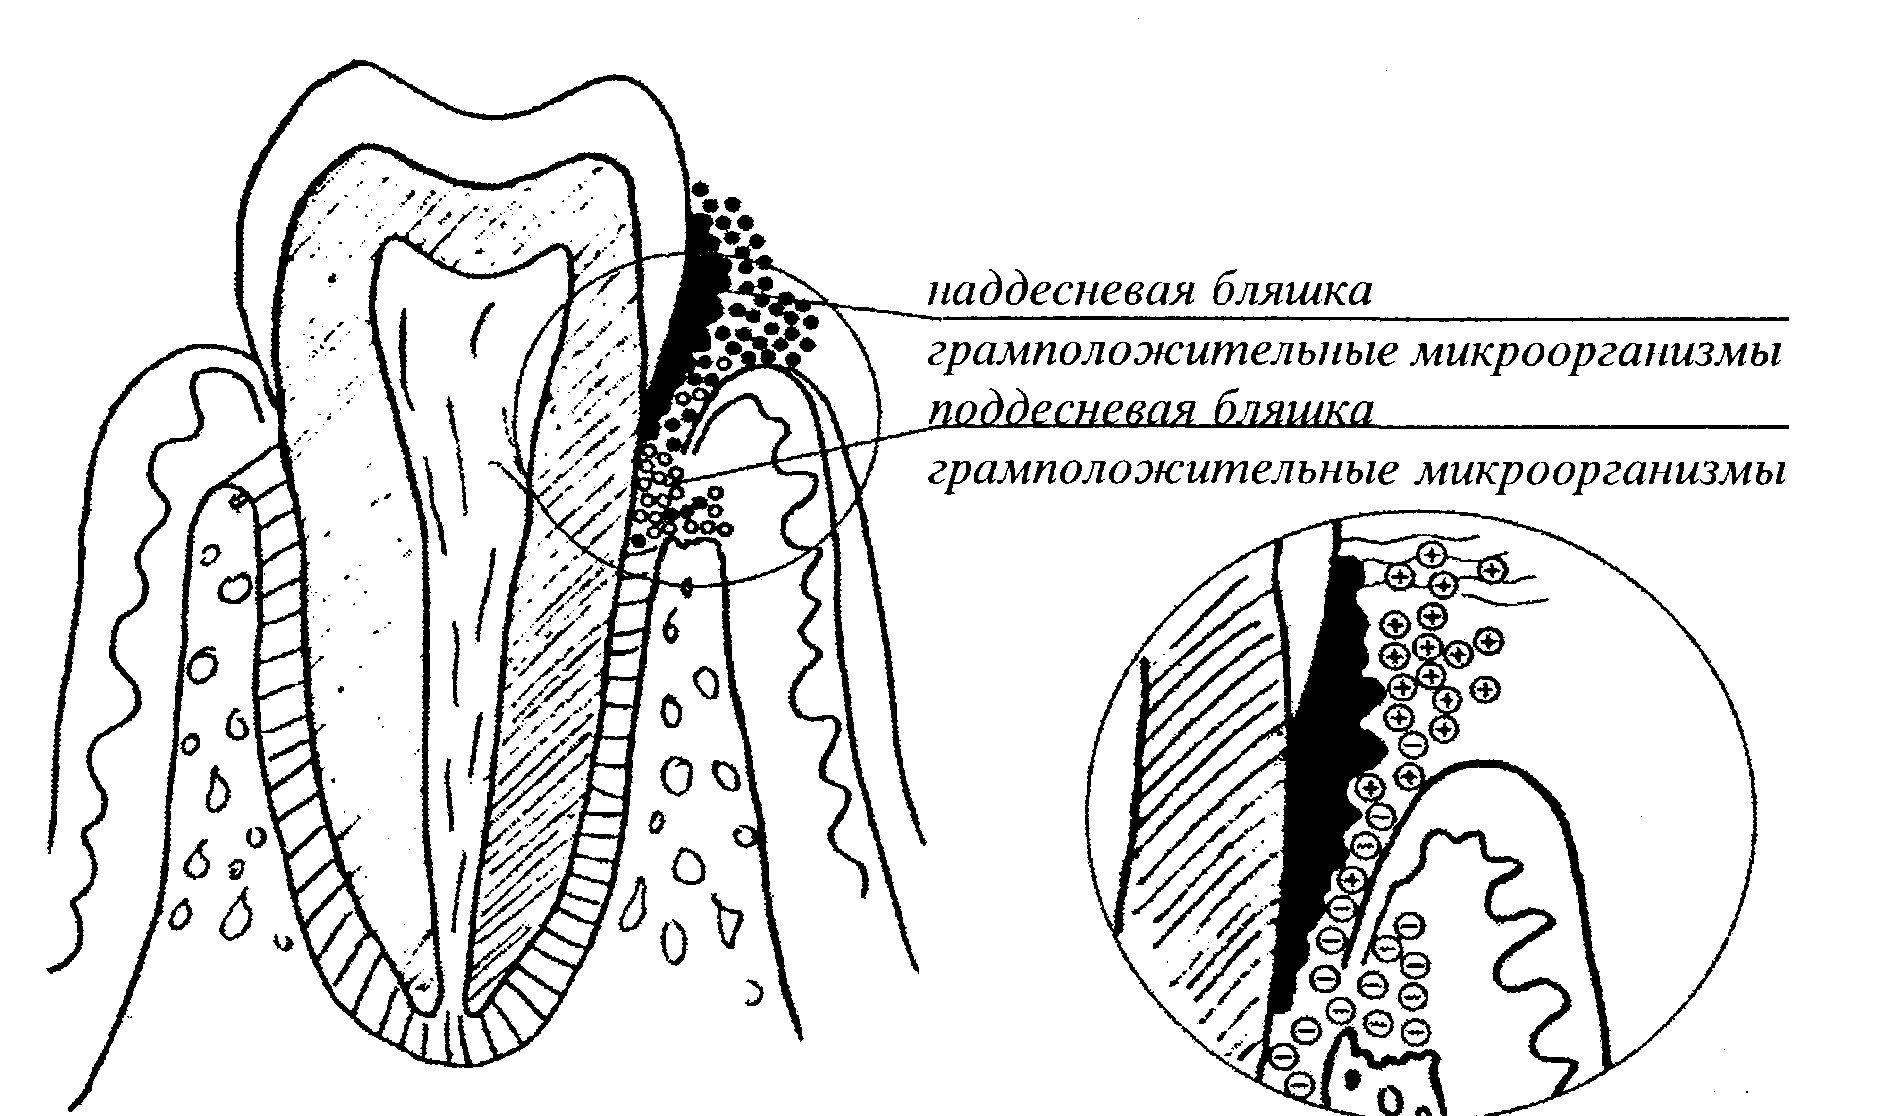 наддесневая бляшка
грамположительные микроорганизмы
поддесневая бляшка
грамположительные микроорганизмы